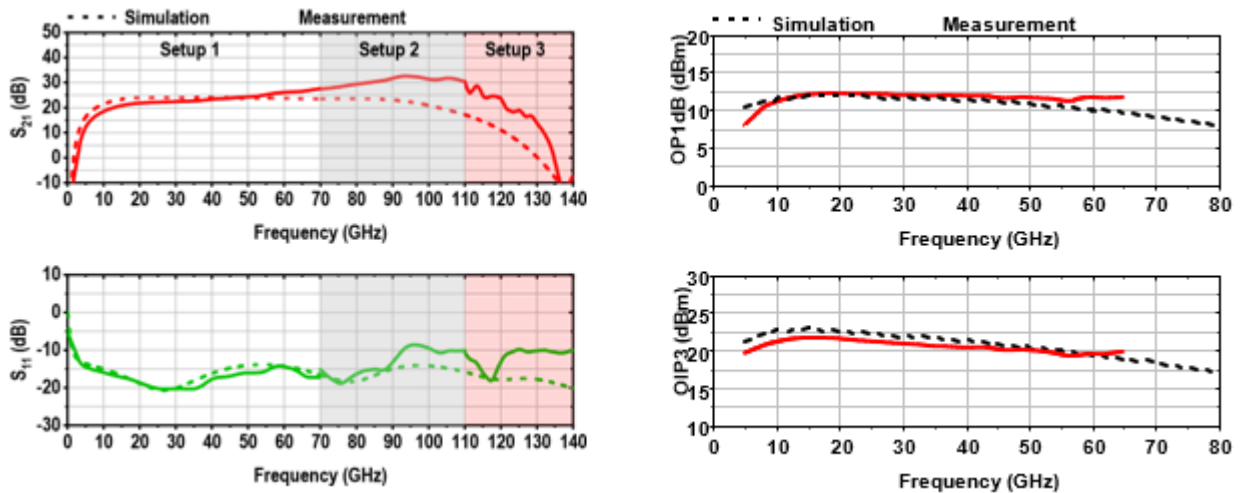 Simulation Measurement
Setup 1 Setup 2 Setup 3
S21 (dB)
50
40
30
20
10
0
-10
0 10 20 30 40 50 60 70 80 90 100 110 120 130 140
Frequency (GHz)
S11 (dB)
10
0
-10
-20
-30
0 10 20 30 40 50 60 70 80 90 100 110 120 130 140
Frequency (GHz)
Simulation Measurement
OP1dB (dBm)
20
15
10
5
0
0 10 20 30 40 50 60 70 80
Frequency (GHz)
OIP3 (dBm)
30
25
20
15
10
0 10 20 30 40 50 60 70 80
Frequency (GHz)